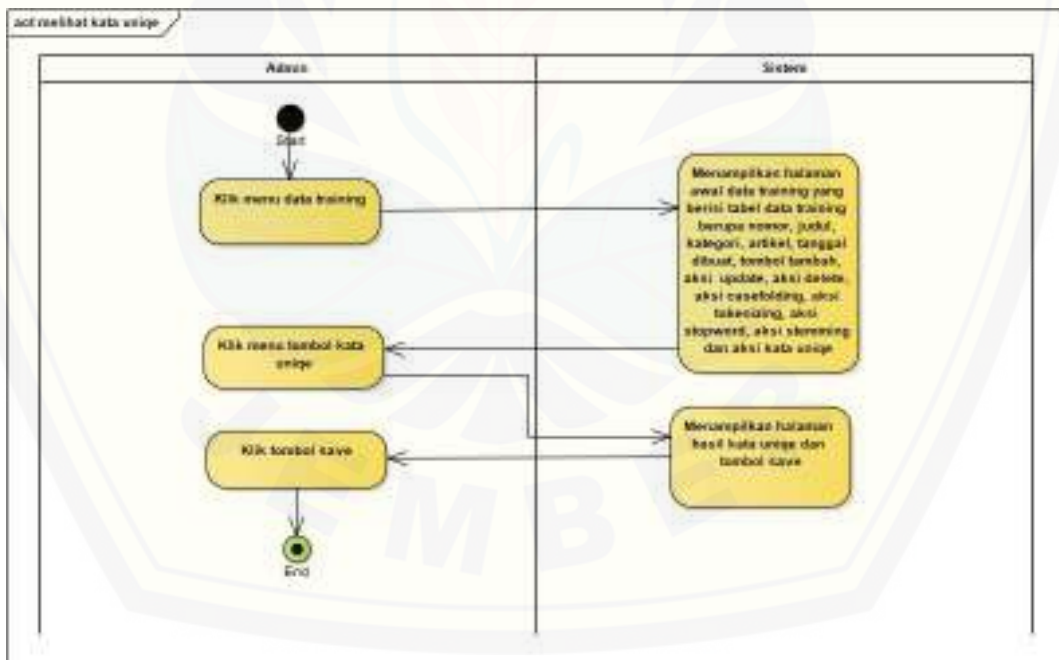 act melihat kata uniqe
Admin
Sistem
Start
Klik menu data training
Menampilkan halaman
awal data training yang
berisi tabel data training
berupa nomor, judul,
kategori, artikel, tanggal
dibuat, tombol tambah,
aksi update, aksi delete,
aksi casefolding, aksi
tokenizing, aksi
stopword, aksi stemming
dan aksi kata uniqe
Klik menu tombol kata
uniqe
Menampilkan halaman
hasil kata uniqe dan
tombol save
Klik tombol save
End
JEMBER